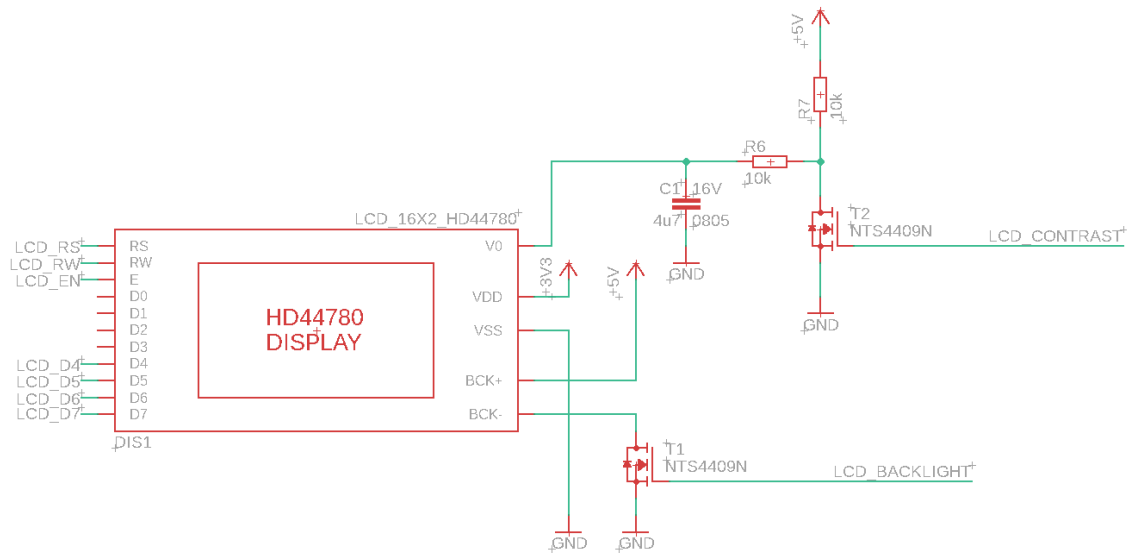 +5V
R7
10k
R6
10k
C1 16V
4u7 0805
GND
T2
NTS4409N
LCD_CONTRAST
GND
LCD_16X2_HD44780
LCD_RS
LCD_RW
LCD_EN
LCD_D4
LCD_D5
LCD_D6
LCD_D7
RS
RW
E
D0
D1
D2
D3
D4
D5
D6
D7
HD44780
DISPLAY
V0
VDD
VSS
BCK+
BCK-
+3V3
+5V
DIS1
T1
NTS4409N
LCD_BACKLIGHT
GND
GND